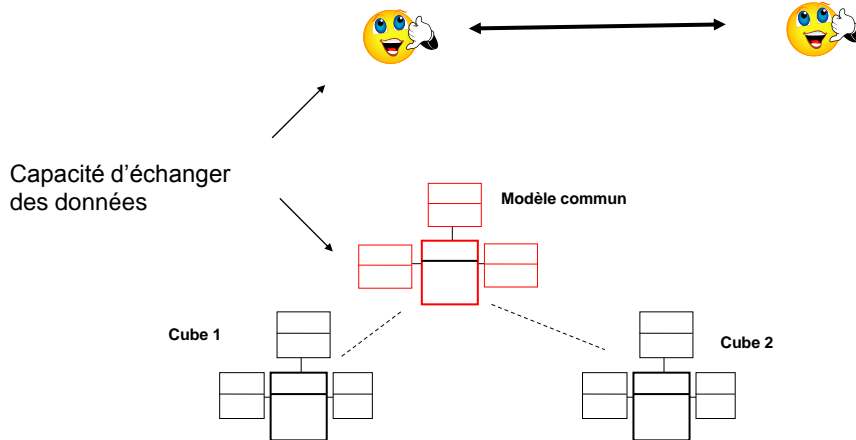 Capacité d’échanger
des données
Modèle commun
Cube 1
Cube 2